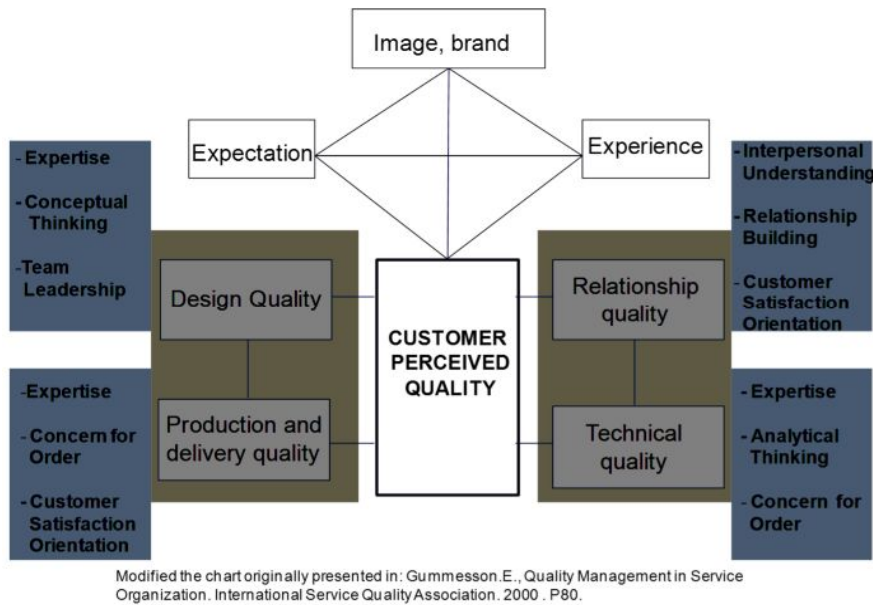 Image, brand
Expectation
Experience
- Expertise
- Conceptual
Thinking
-Team
Leadership
- Interpersonal
Understanding
- Relationship
Building
- Customer
Satisfaction
Orientation
Design Quality
Relationship
quality
CUSTOMER
PERCEIVED
QUALITY
Production and
delivery quality
Technical
quality
-Expertise
- Concern for
Order
- Customer
Satisfaction
Orientation
- Expertise
- Analytical
Thinking
- Concern for
Order
Modified the chart originally presented in: Gummesson.E., Quality Management in Service
Organization. International Service Quality Association. 2000 . P80.